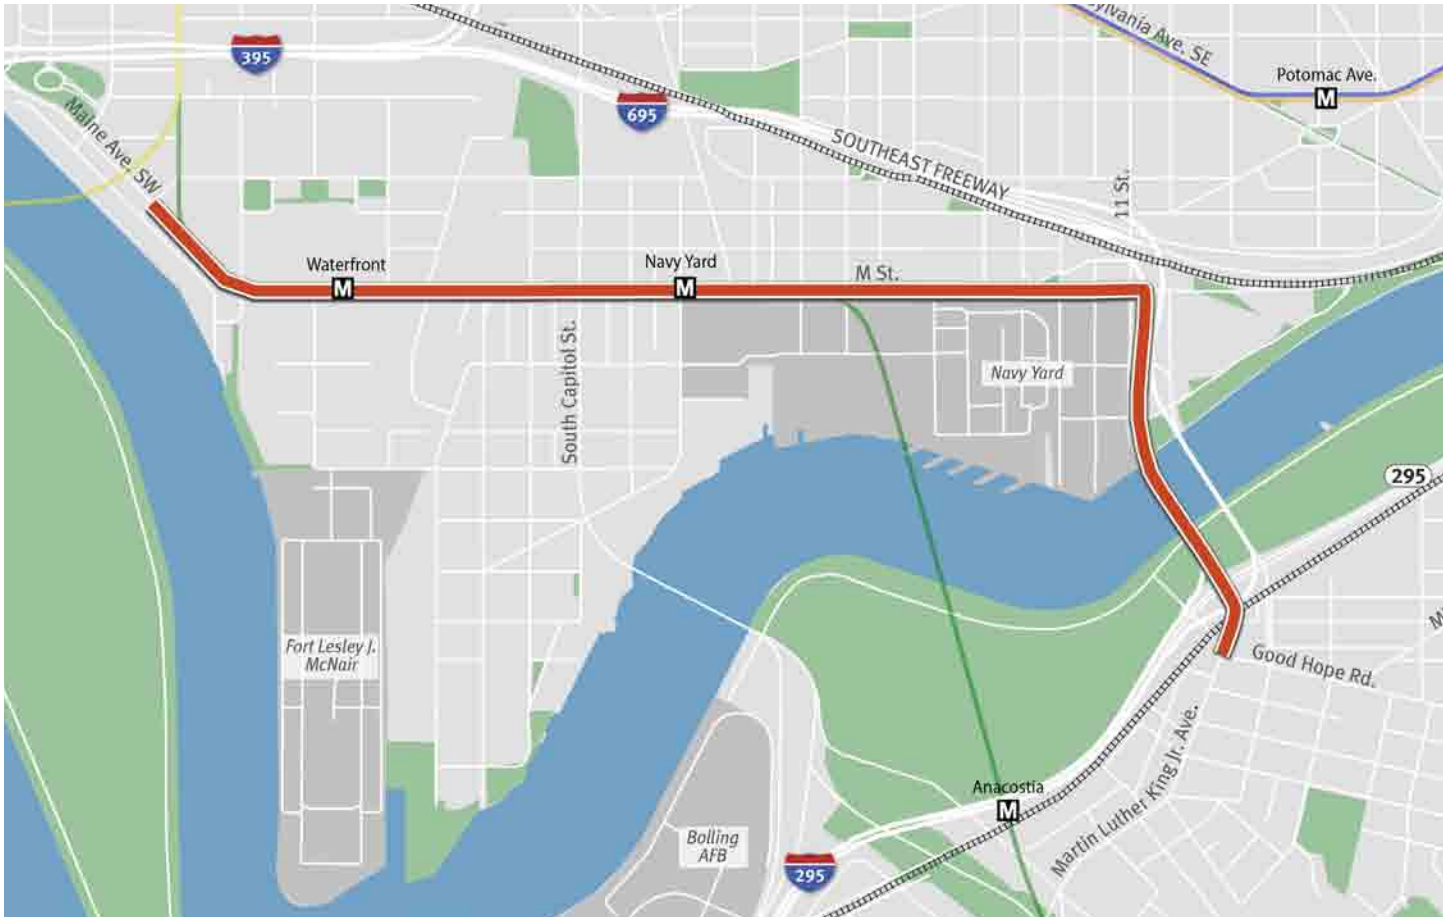 395
695
sylvania Ave. SE
Potomac Ave.
M
Maine Ave. SW
SOUTHEAST FREEWAY
11 St.
Waterfront
M
Navy Yard
M
M St.
South Capitol St.
Navy Yard
295
Fort Lesley J.
McNair
Good Hope Rd.
M
Martin Luther King Jr. Ave.
Anacostia
M
Bolling
AFB
295